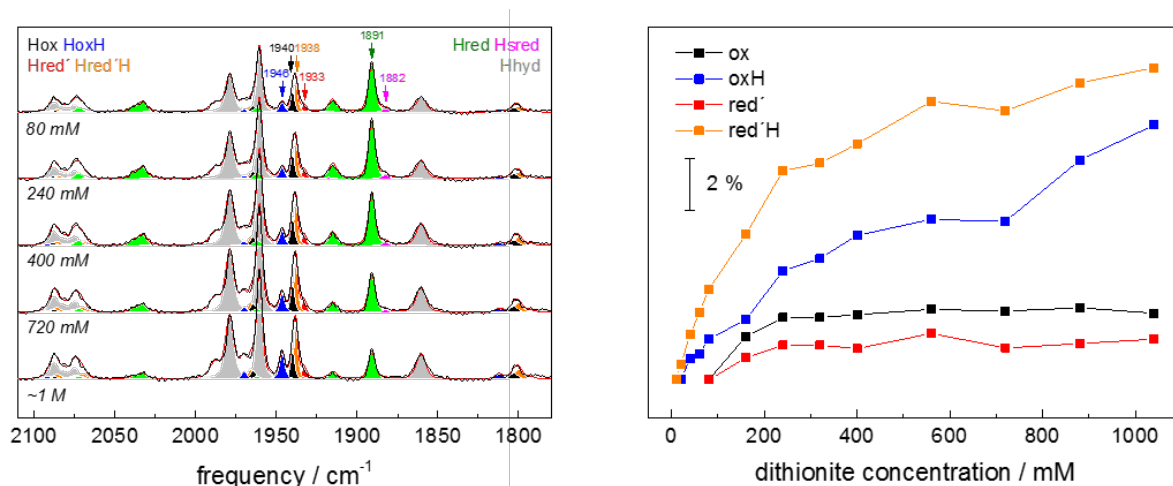 Hox HoxH
Hred´ Hred´H
1940 1938
1946 1933
1891
1882
Hred Hsred
Hhyd
80 mM
240 mM
400 mM
720 mM
~1 M
2100 2050 2000 1950 1900 1850 1800
frequency / cm⁻¹
ox
oxH
red´
red´H
2 %
0 200 400 600 800 1000
dithionite concentration / mM